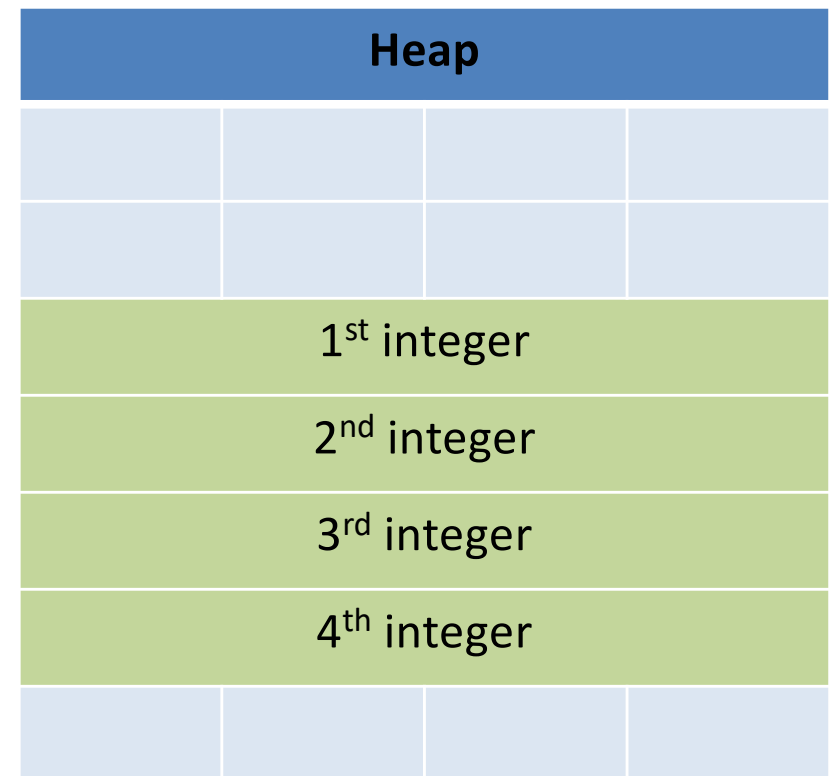 Heap
1st integer
2nd integer
3rd integer
4th integer